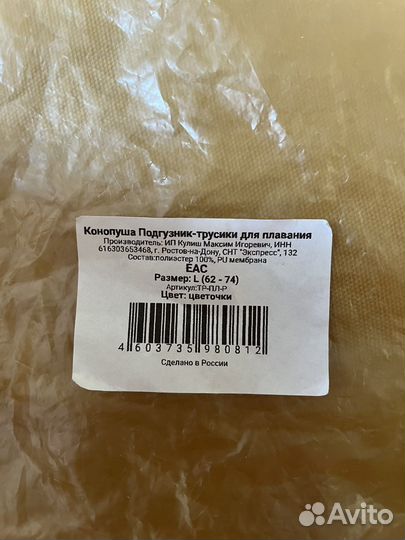 Конопуша Подгузник-трусики для плавания
Производитель: ИП Кулиш Максим Игоревич, ИНН
616303653468, г. Ростов-на-Дону, СНТ "Экспресс", 132
Состав:полиэстер 100%, PU мембрана
EAC
Размер: L (62 - 74)
Артикул:ТР-ПЛ-Р
Цвет: цветочки
4 603735 980812
Сделано в России
Avito